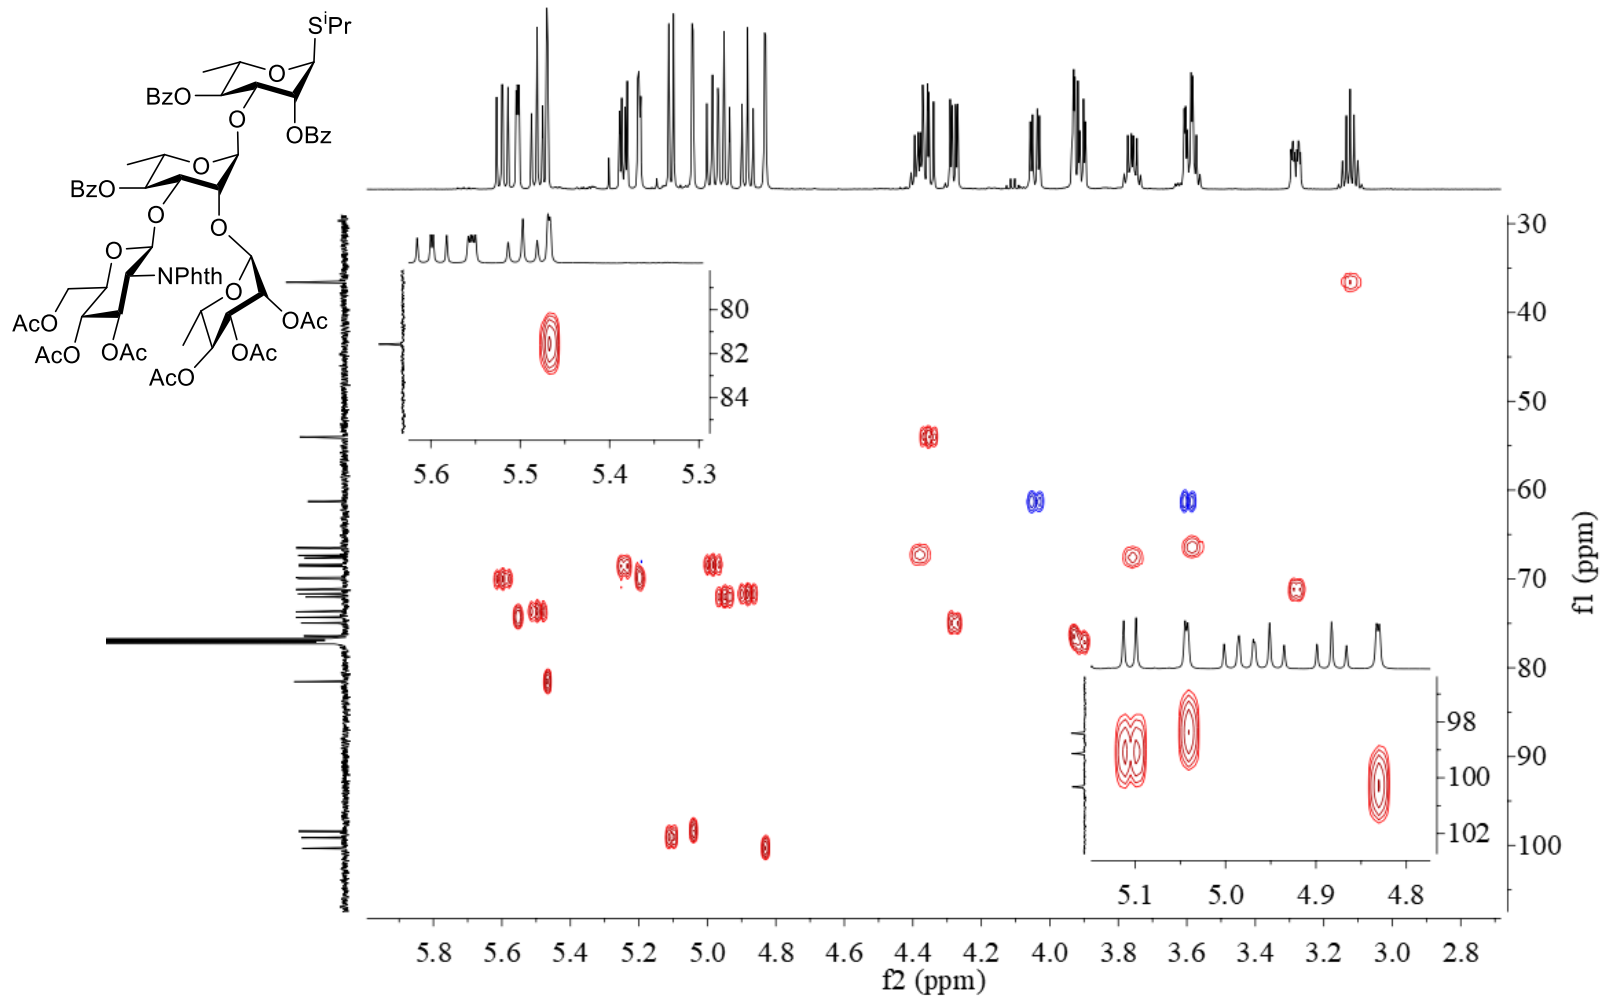 SⁱPr
O
BzO
O
OBz
O
BzO
O
O
O
NPhth
O
AcO
AcO
OAc
OAc
OAc
AcO
80
82
84
5.6 5.5 5.4 5.3
98
100
102
5.1 5.0 4.9 4.8
30
40
50
60
70
80
90
100
f1 (ppm)
5.8 5.6 5.4 5.2 5.0 4.8 4.6 4.4 4.2 4.0 3.8 3.6 3.4 3.2 3.0 2.8
f2 (ppm)